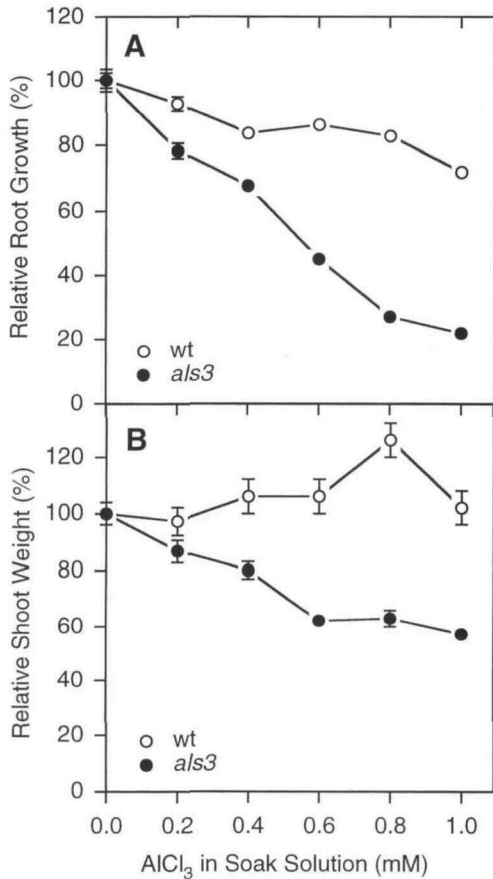 A
Relative Root Growth (%)
120
100
80
60
40
20
0
wt
als3
B
Relative Shoot Weight (%)
120
100
80
60
40
20
0
wt
als3
0.0 0.2 0.4 0.6 0.8 1.0
AlCl₃ in Soak Solution (mM)